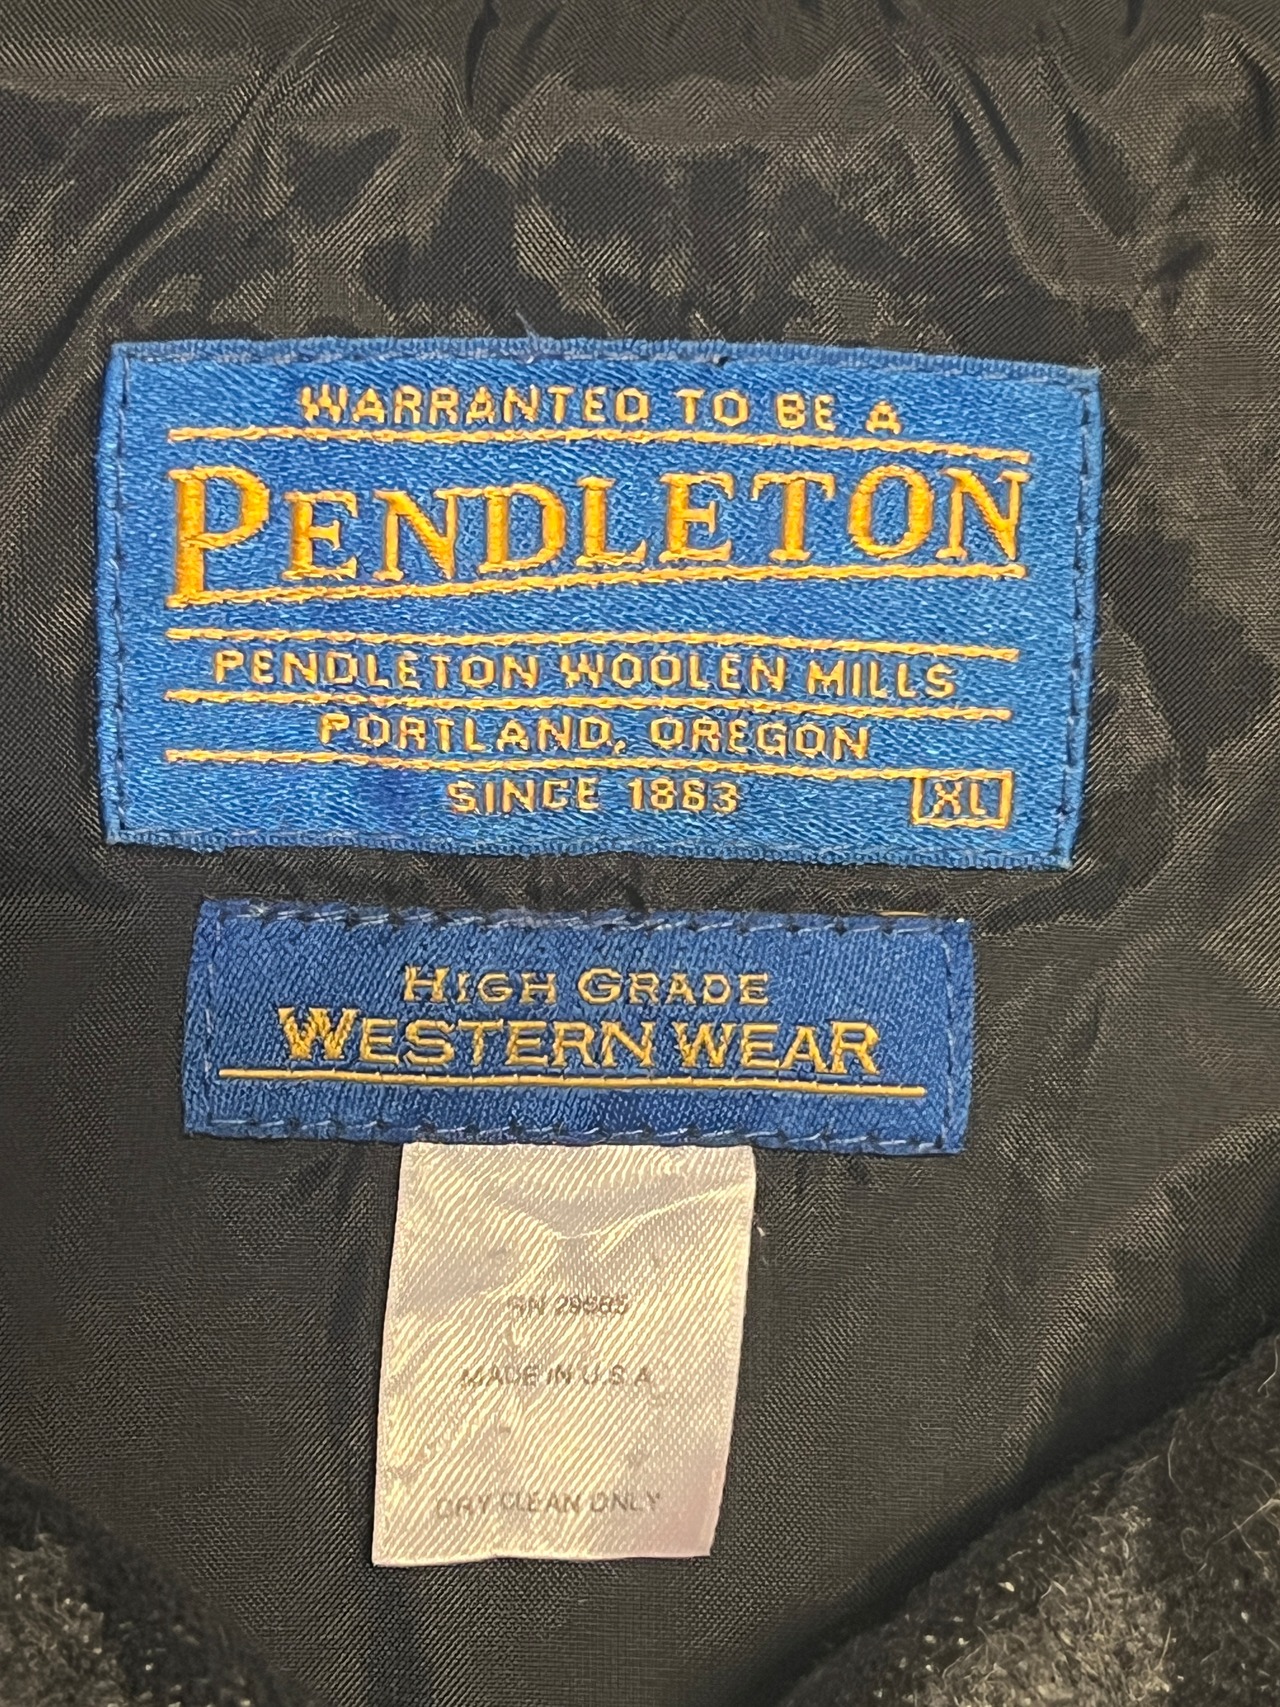 WARRANTED TO BE A
PENDLETON
PENDLETON WOOLEN MILLS
PORTLAND, OREGON
SINCE 1863
XL
HIGH GRADE
WESTERN WEAR
RN 29685
MADE IN U.S.A.
DRY CLEAN ONLY